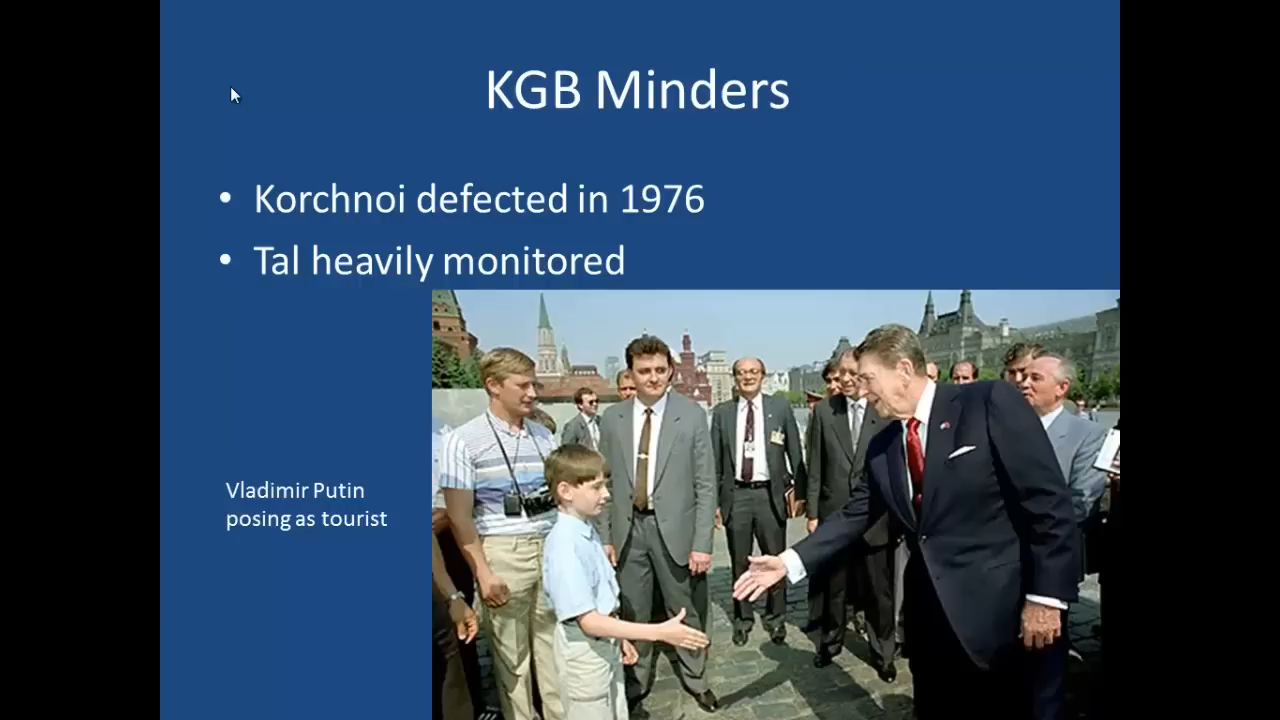 KGB Minders
• Korchnoi defected in 1976
• Tal heavily monitored
Vladimir Putin
posing as tourist